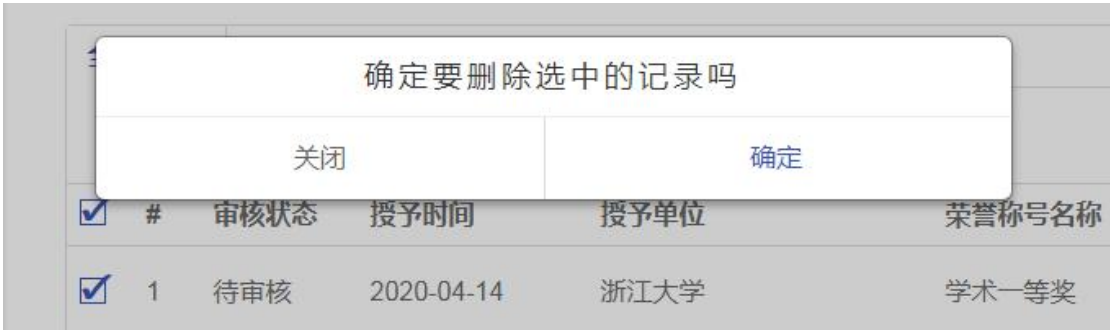 确定要删除选中的记录吗
关闭 确定
# 审核状态 授予时间 授予单位 荣誉称号名称
1 待审核 2020-04-14 浙江大学 学术一等奖